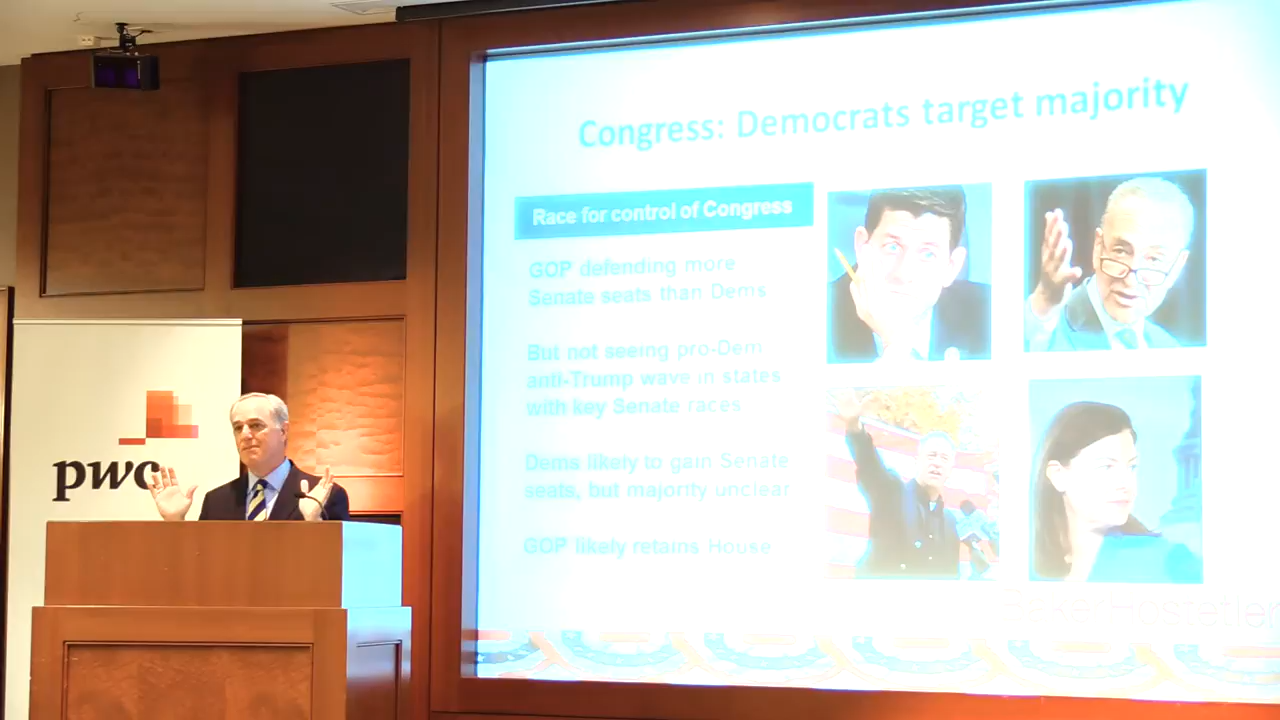 Congress: Democrats target majority
Race for control of Congress
GOP defending more
Senate seats than Dems
But not seeing pro-Dem
anti-Trump wave in states
with key Senate races
Dems likely to gain Senate
seats, but majority unclear
GOP likely retains House
BakerHostetler
pwc